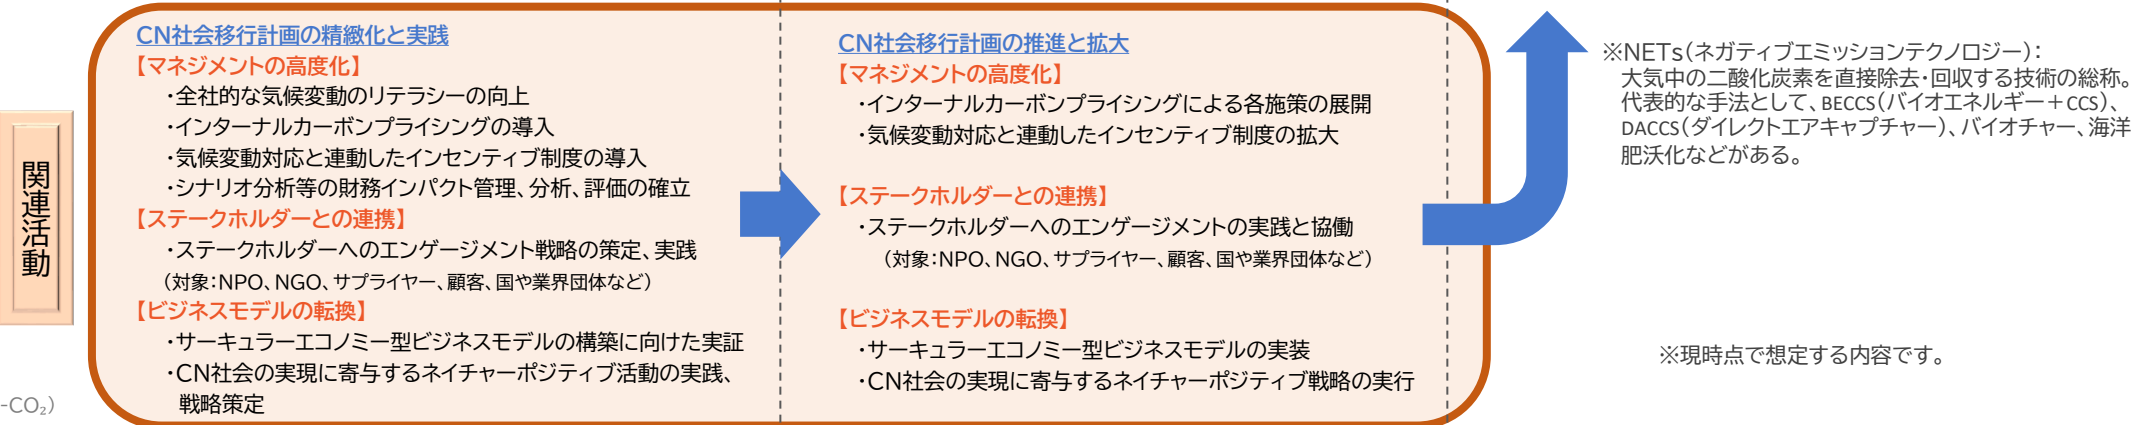 関連活動
-CO₂）
CN社会移行計画の精緻化と実践
【マネジメントの高度化】
・全社的な気候変動のリテラシーの向上
・インターナルカーボンプライシングの導入
・気候変動対応と連動したインセンティブ制度の導入
・シナリオ分析等の財務インパクト管理、分析、評価の確立
【ステークホルダーとの連携】
・ステークホルダーへのエンゲージメント戦略の策定、実践
（対象：NPO、NGO、サプライヤー、顧客、国や業界団体など）
【ビジネスモデルの転換】
・サーキュラーエコノミー型ビジネスモデルの構築に向けた実証
・CN社会の実現に寄与するネイチャーポジティブ活動の実践、
戦略策定
CN社会移行計画の推進と拡大
【マネジメントの高度化】
・インターナルカーボンプライシングによる各施策の展開
・気候変動対応と連動したインセンティブ制度の拡大
【ステークホルダーとの連携】
・ステークホルダーへのエンゲージメントの実践と協働
（対象：NPO、NGO、サプライヤー、顧客、国や業界団体など）
【ビジネスモデルの転換】
・サーキュラーエコノミー型ビジネスモデルの実装
・CN社会の実現に寄与するネイチャーポジティブ戦略の実行
※NETs（ネガティブエミッションテクノロジー）：
大気中の二酸化炭素を直接除去・回収する技術の総称。
代表的な手法として、BECCS（バイオエネルギー＋CCS）、
DACCS（ダイレクトエアキャプチャー）、バイオチャー、海洋
肥沃化などがある。
※現時点で想定する内容です。